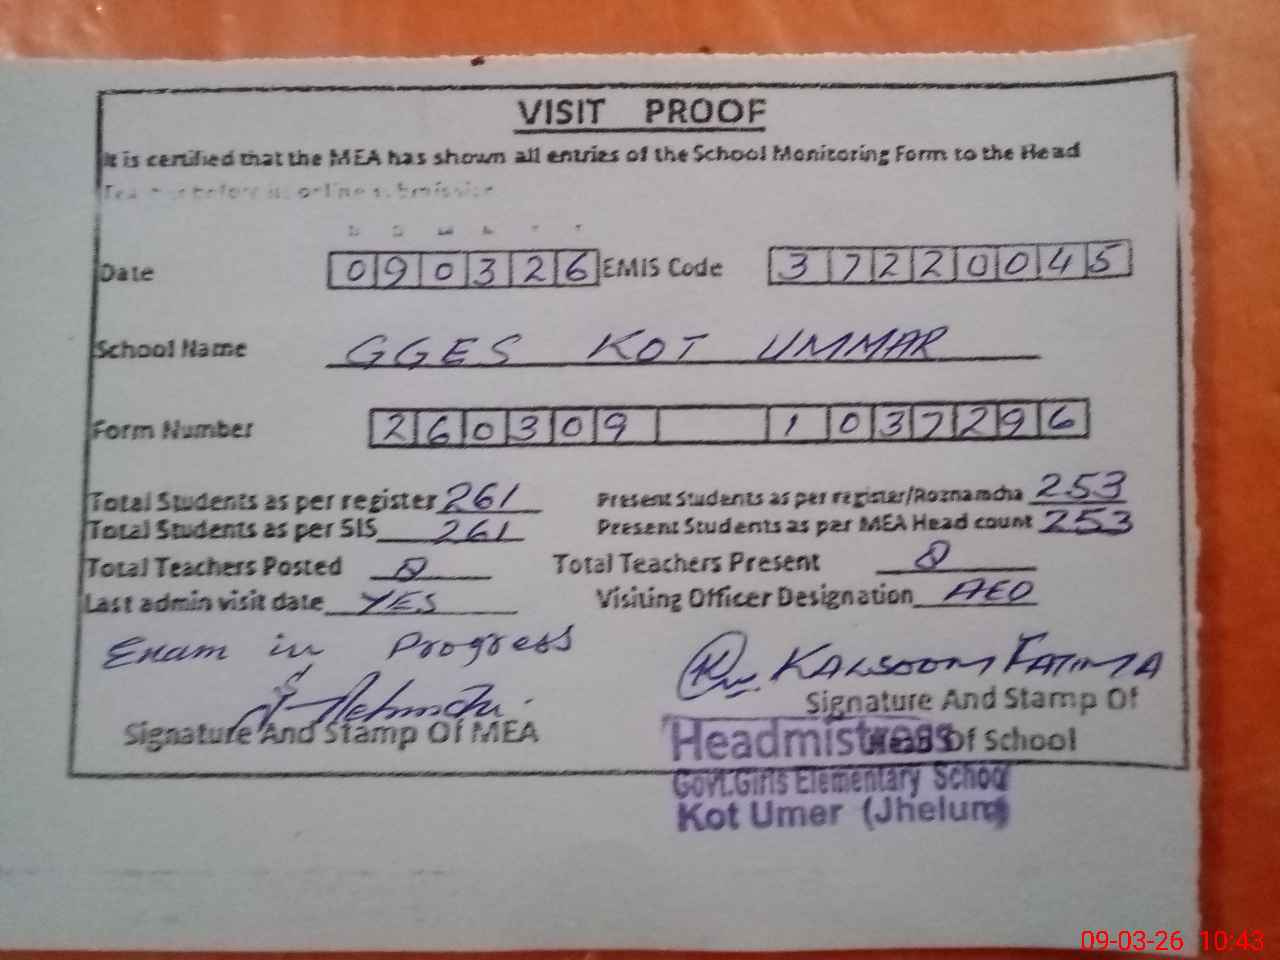 VISIT PROOF
It is certified that the MEA has shown all entries of the School Monitoring Form to the Head
before online submission
D D M M Y Y
Date 090326 EMIS Code 37220045
School Name GGES KOT UMMAR
Form Number 260309 1037296
Total Students as per register 261 Present Students as per register/Roznamcha 253
Total Students as per SIS 261 Present Students as per MEA Head count 253
Total Teachers Posted 8 Total Teachers Present 8
Last admin visit date YES Visiting Officer Designation AEO
Exam in Progress
KALSOOM FATIMA
Signature And Stamp Of MEA Signature And Stamp Of
Head Of School
Headmistress
Govt.Girls Elementary School
Kot Umer (Jhelum)
09-03-26 10:43